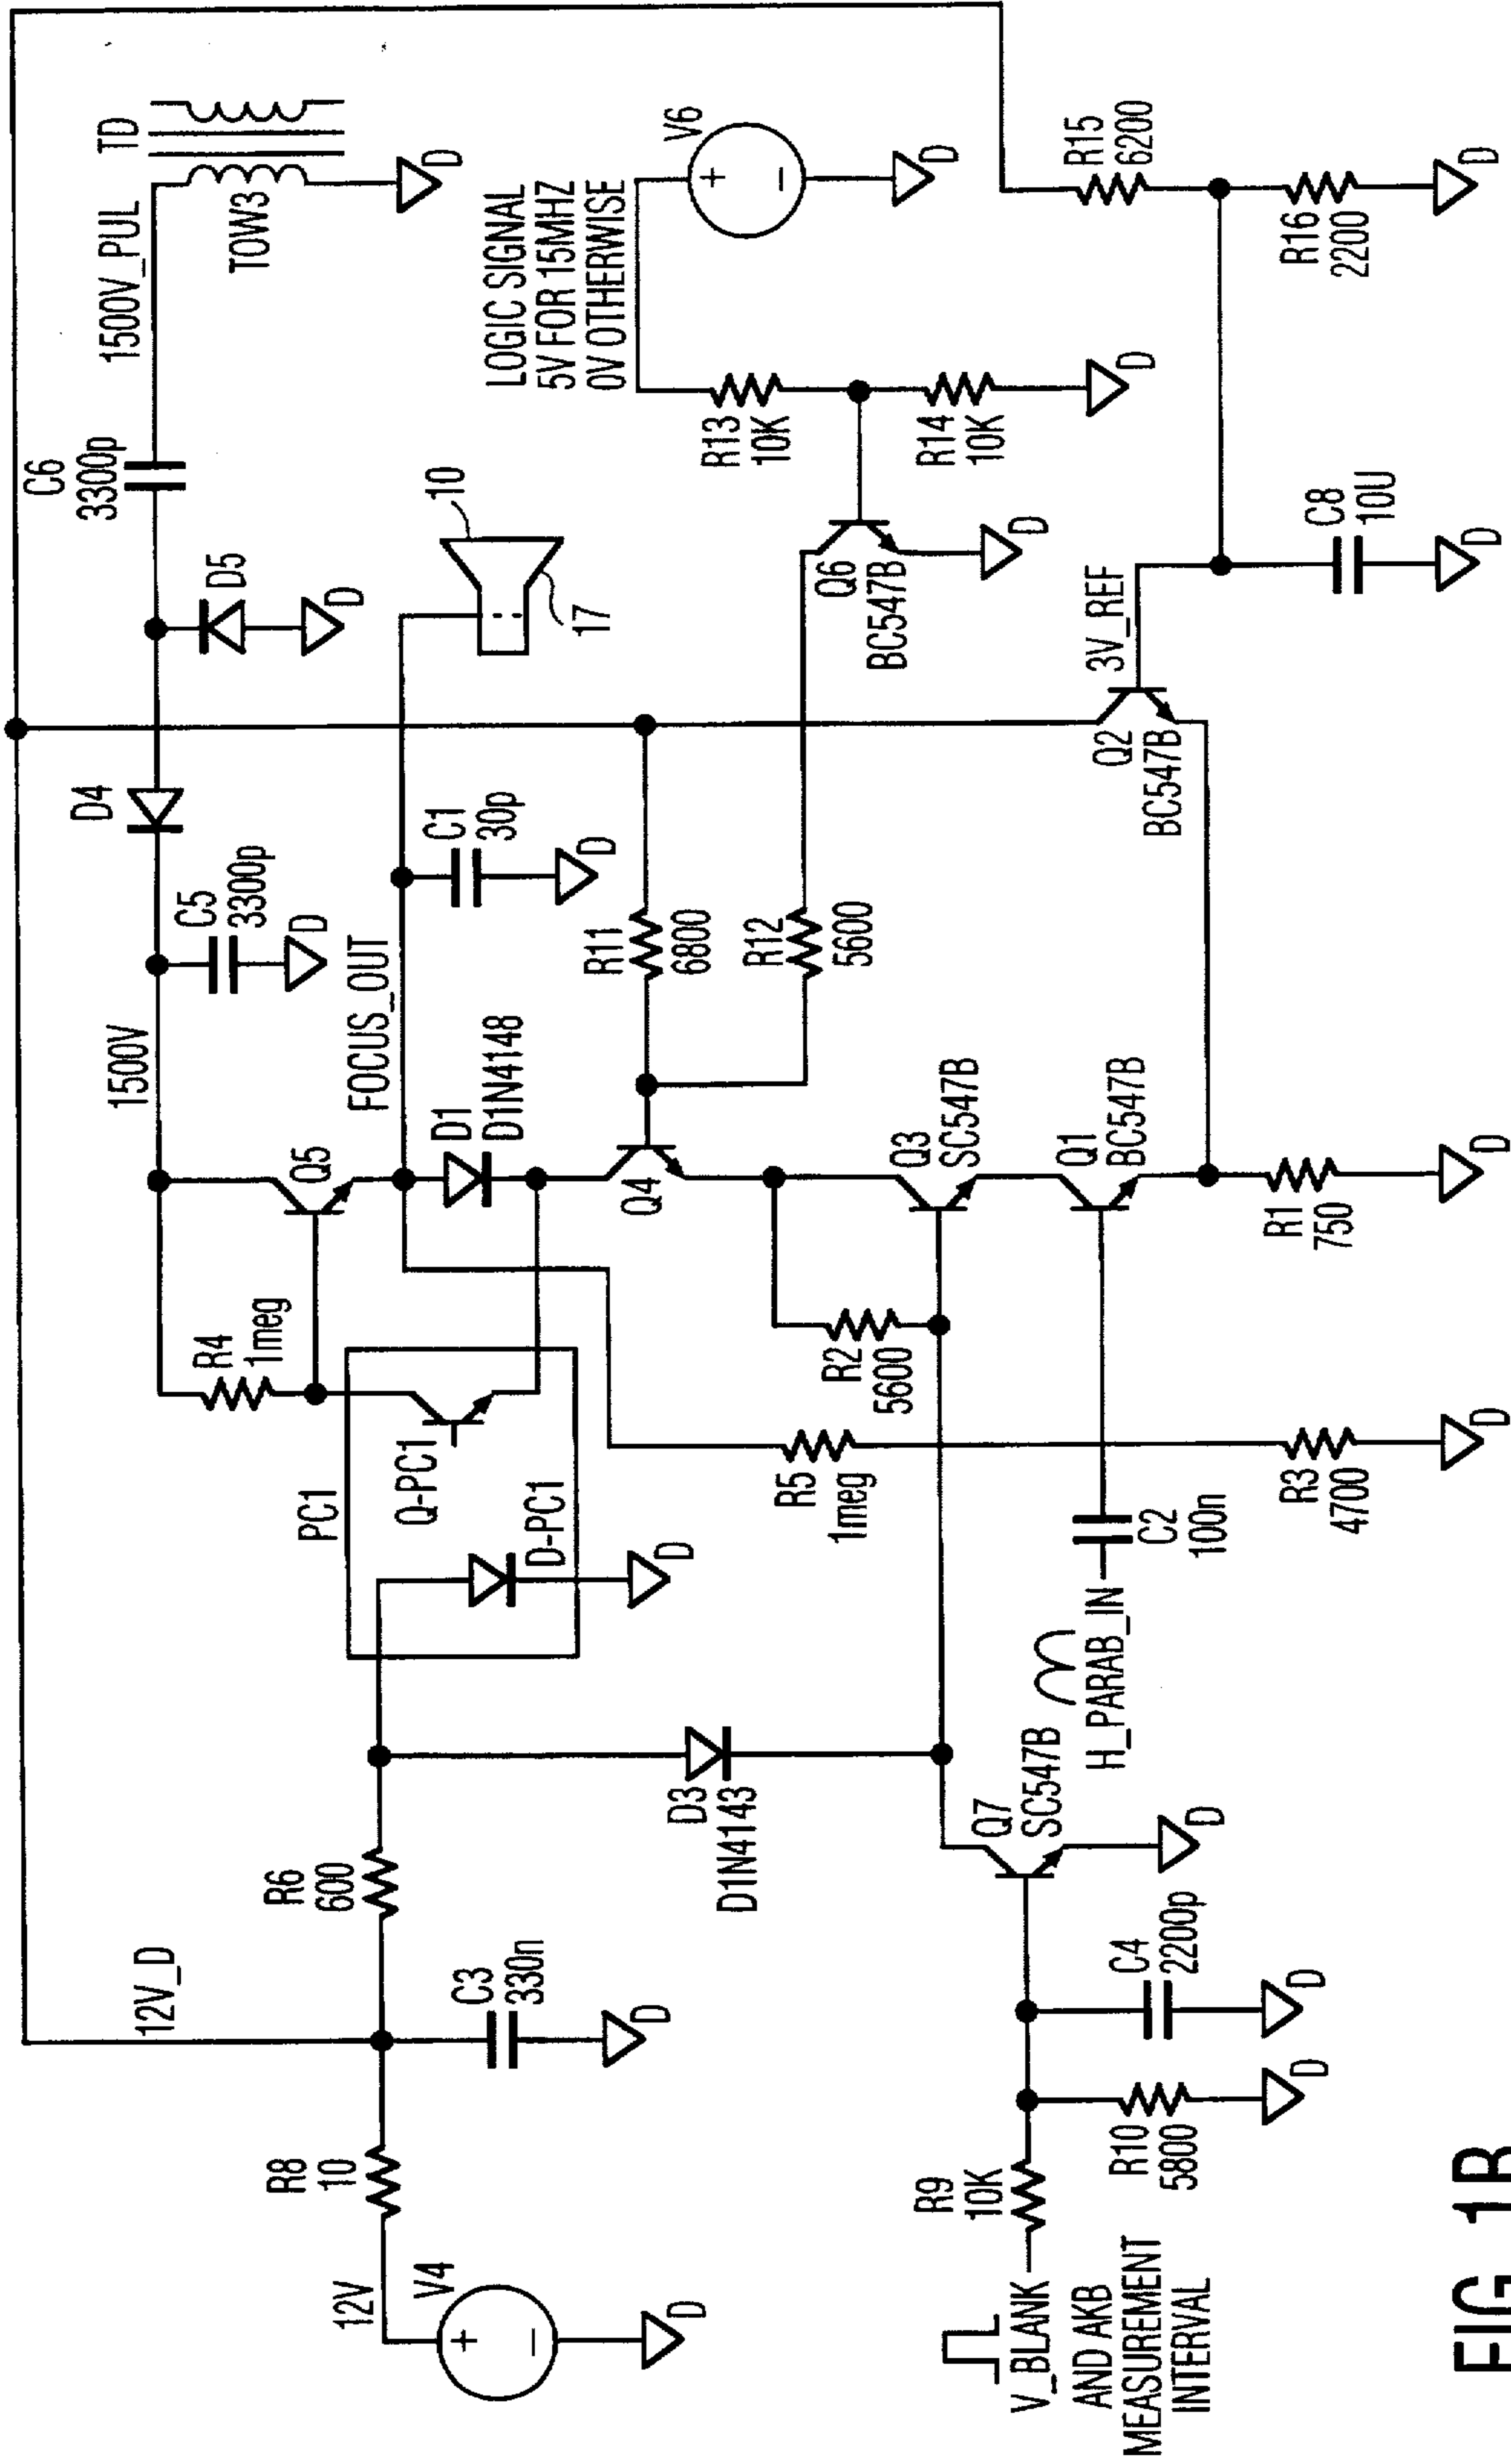 12V
V4
+
−
D
R8
10
12V_D
C3
330n
D
R6
600
D3
D1N4143
PC1
Q-PC1
D-PC1
D
R4
1meg
Q5
1500V
C5
3300p
D
D4
D5
D
C6
3300p
1500V_PUL
TD
TOW3
D
FOCUS_OUT
D1
D1N4148
C1
30p
D
10
17
LOGIC SIGNAL
5V FOR 15MHZ
0V OTHERWISE
V6
+
−
D
R13
10K
R14
10K
D
Q6
BC547B
D
R11
6800
R12
5600
Q4
R2
5600
Q3
SC547B
Q1
BC547B
R1
750
D
R5
1meg
R3
4700
D
C2
100n
H_PARAB_IN
Q7
SC547B
D
C4
2200p
D
R10
5800
D
R9
10K
V_BLANK
AND AKB
MEASUREMENT
INTERVAL
Q2
BC547B
3V_REF
C8
10U
D
R15
6200
R16
2200
D
FIG. 1B